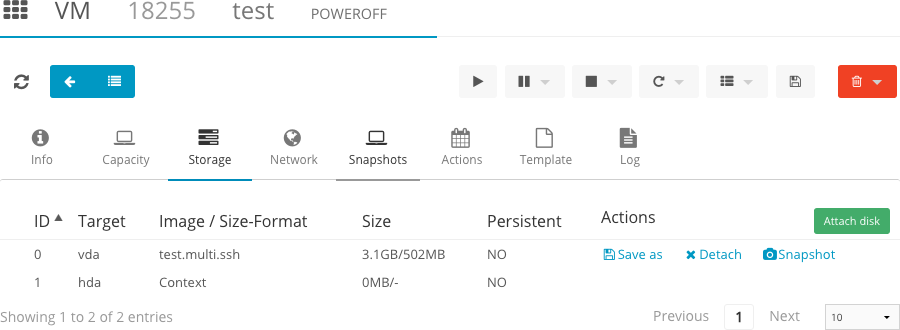 VM 18255 test POWEROFF
Info Capacity Storage Network Snapshots Actions Template Log
ID Target Image / Size-Format Size Persistent Actions Attach disk
0 vda test.multi.ssh 3.1GB/502MB NO Save as Detach Snapshot
1 hda Context 0MB/- NO
Showing 1 to 2 of 2 entries Previous 1 Next 10